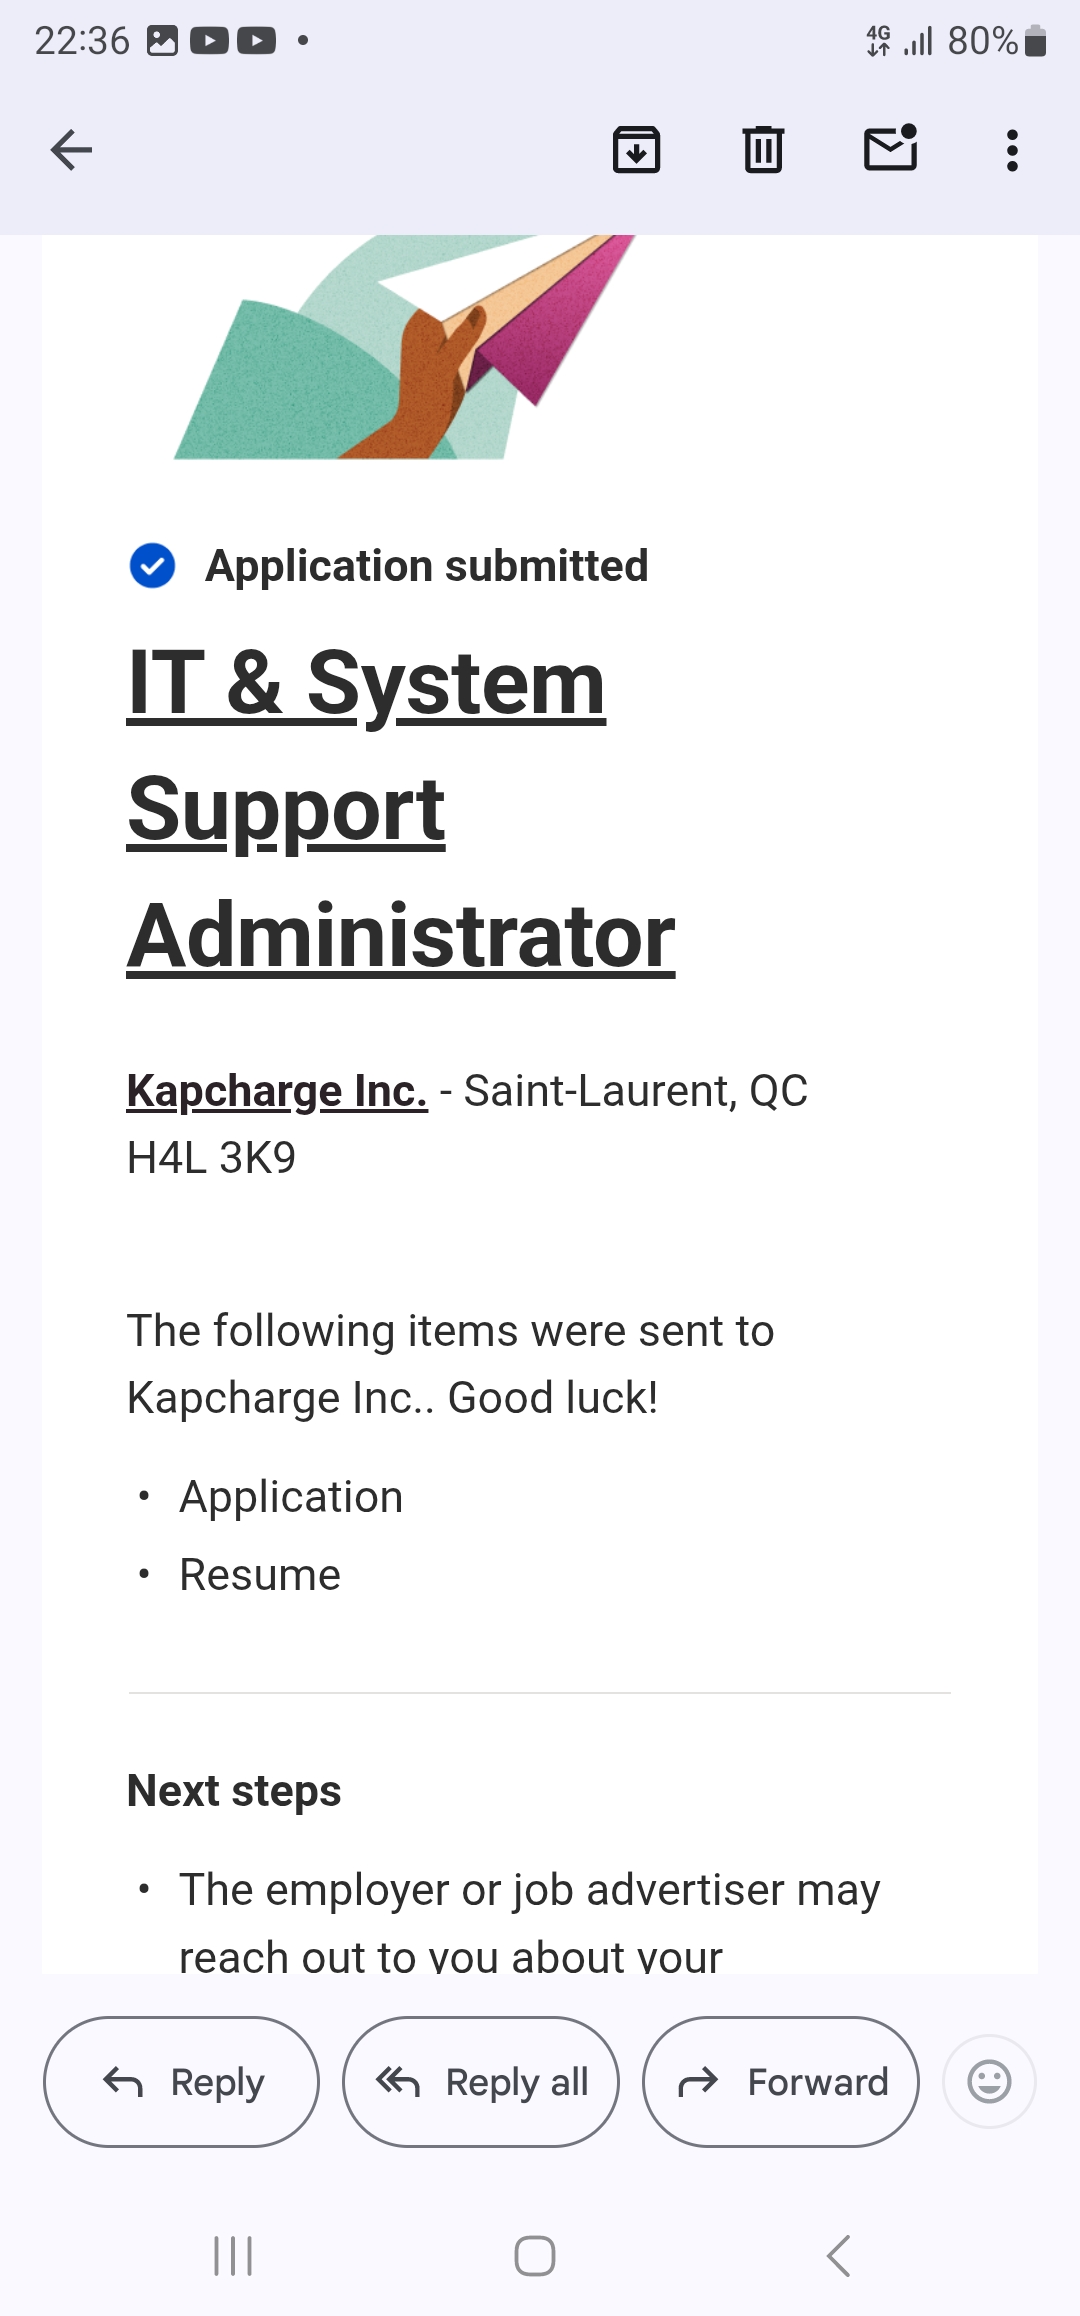 22:36
4G
80%
Application submitted
IT & System
Support
Administrator
Kapcharge Inc. - Saint-Laurent, QC
H4L 3K9
The following items were sent to
Kapcharge Inc.. Good luck!
• Application
• Resume
Next steps
• The employer or job advertiser may
reach out to you about your
Reply
Reply all
Forward